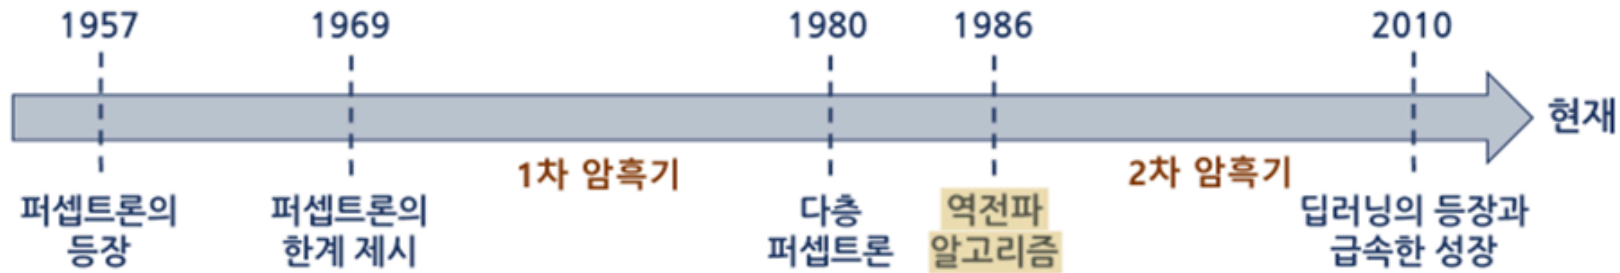 1957
1969
1980
1986
2010
현재
1차 암흑기
2차 암흑기
퍼셉트론의
등장
퍼셉트론의
한계 제시
다층
퍼셉트론
역전파
알고리즘
딥러닝의 등장과
급속한 성장